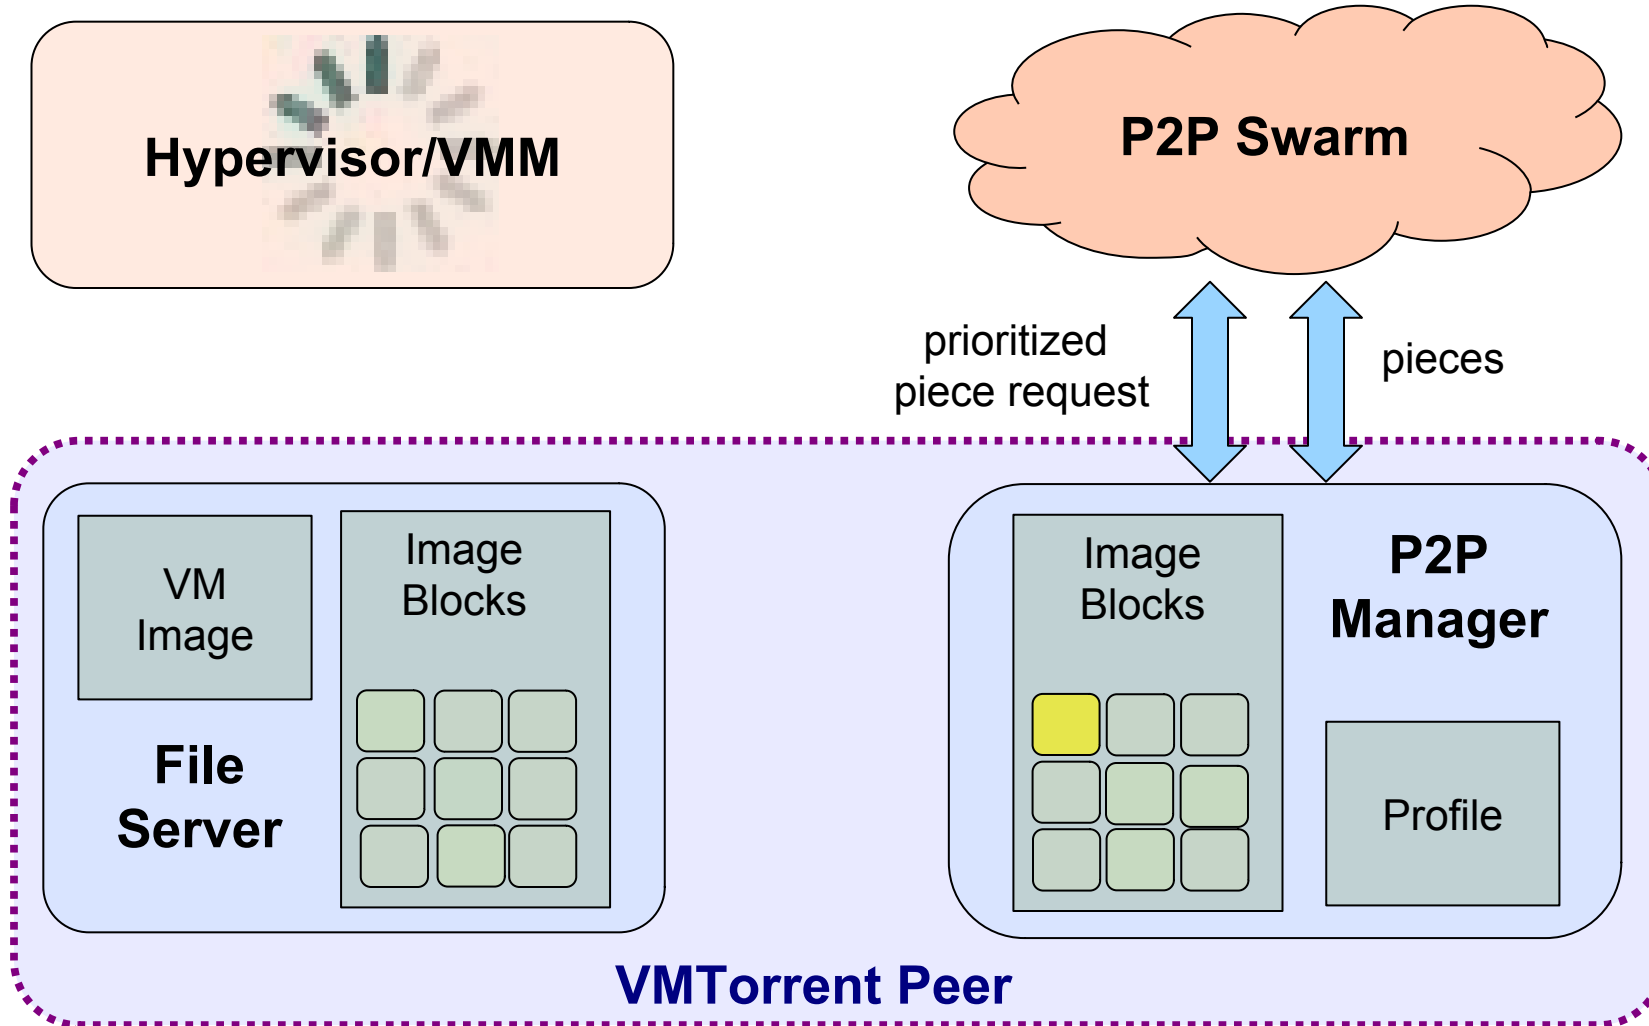 Hypervisor/VMM
P2P Swarm
prioritized
piece request
pieces
VM
Image
Image
Blocks
File
Server
Image
Blocks
P2P
Manager
Profile
VMTorrent Peer